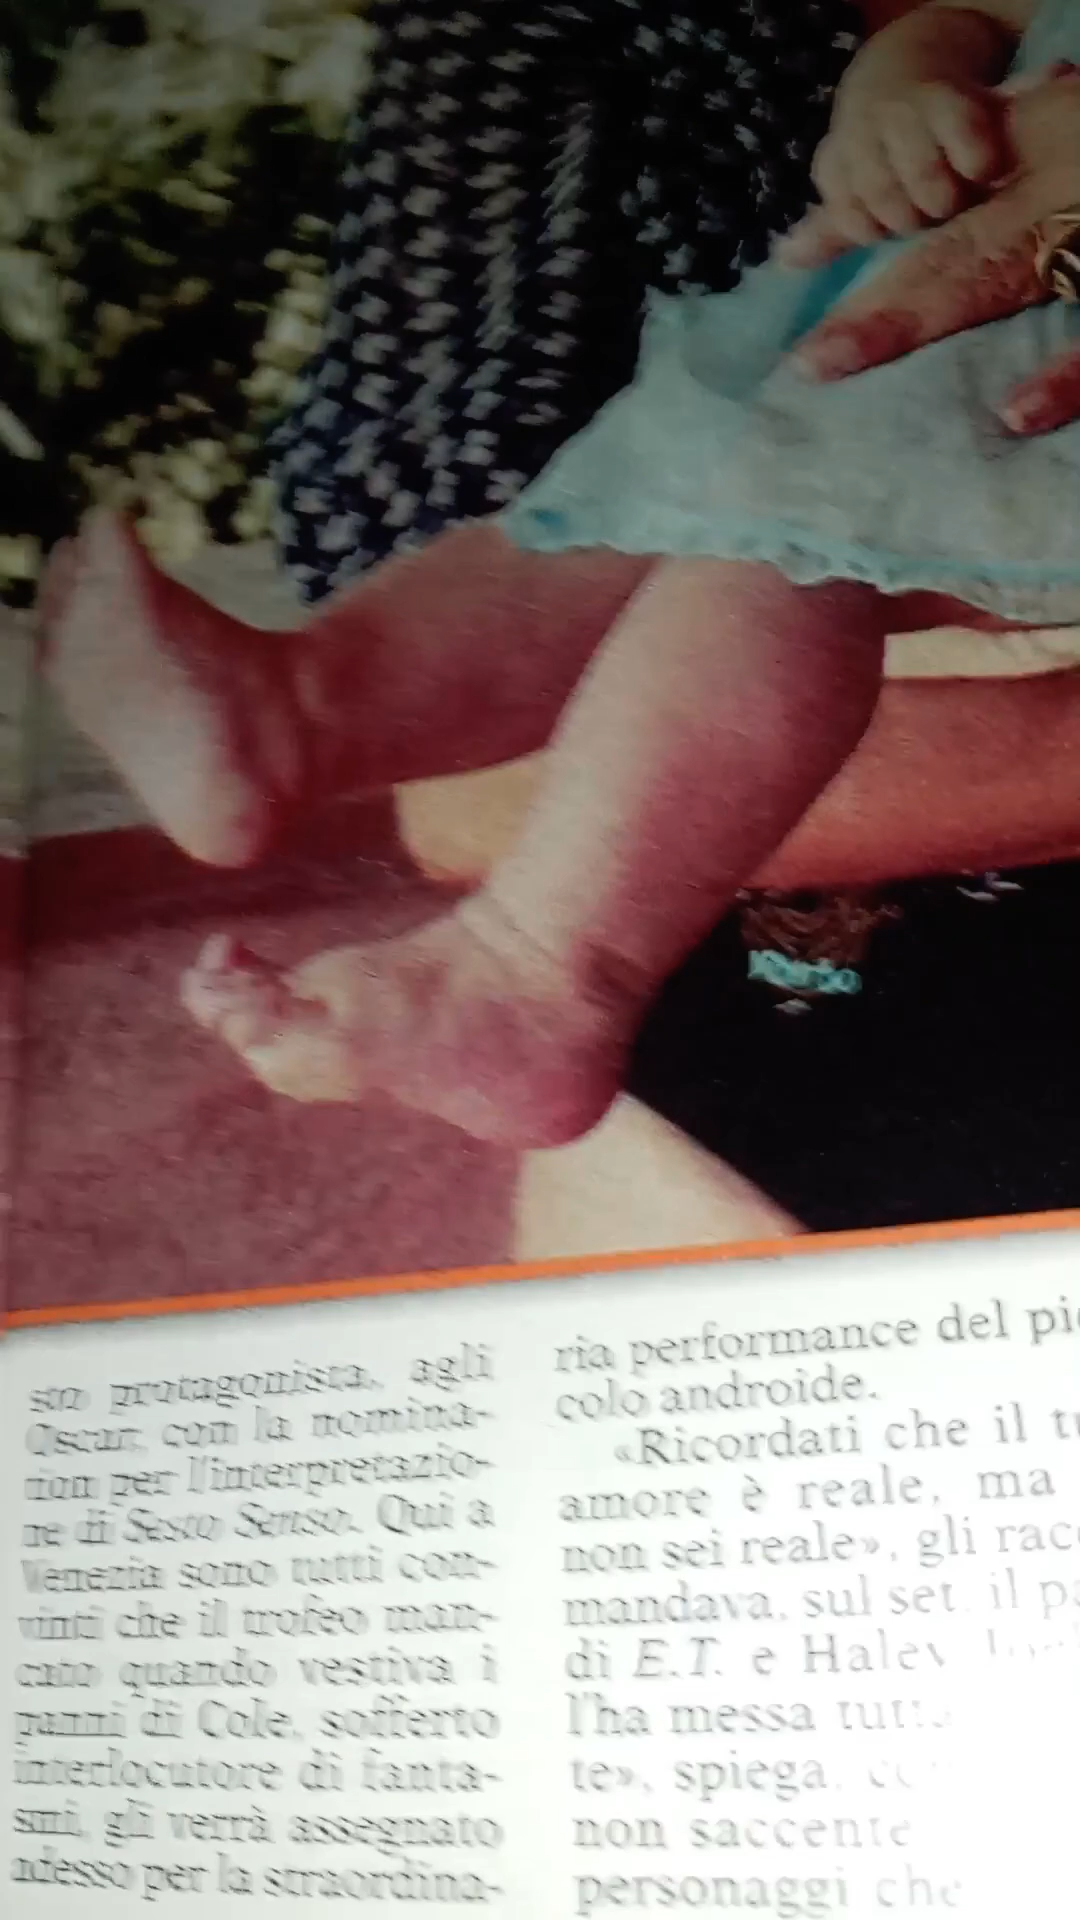 sto protagonista, agli
Oscar, con la nomina-
tion per l'interpretazio-
ne di Sesto Senso. Qui a
Venezia sono tutti con-
vinti che il trofeo man-
cato quando vestiva i
panni di Cole, sofferto
interlocutore di fanta-
smi, gli verrà assegnato
adesso per la straordina-
ria performance del pic
colo androide.
«Ricordati che il tu
amore è reale, ma
non sei reale», gli racc
mandava, sul set, il pa
di E.T. e Haley
l'ha messa tutta
te», spiega,
non saccente
personaggi che